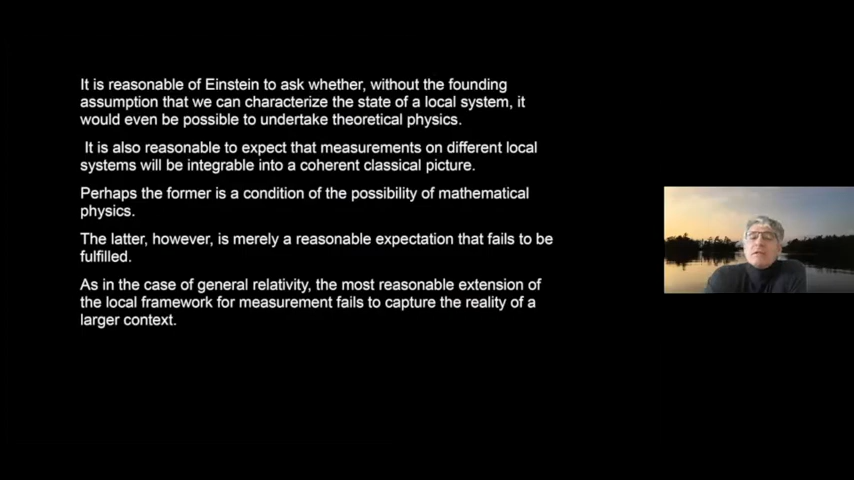 It is reasonable of Einstein to ask whether, without the founding
assumption that we can characterize the state of a local system, it
would even be possible to undertake theoretical physics.
It is also reasonable to expect that measurements on different local
systems will be integrable into a coherent classical picture.
Perhaps the former is a condition of the possibility of mathematical
physics.
The latter, however, is merely a reasonable expectation that fails to be
fulfilled.
As in the case of general relativity, the most reasonable extension of
the local framework for measurement fails to capture the reality of a
larger context.